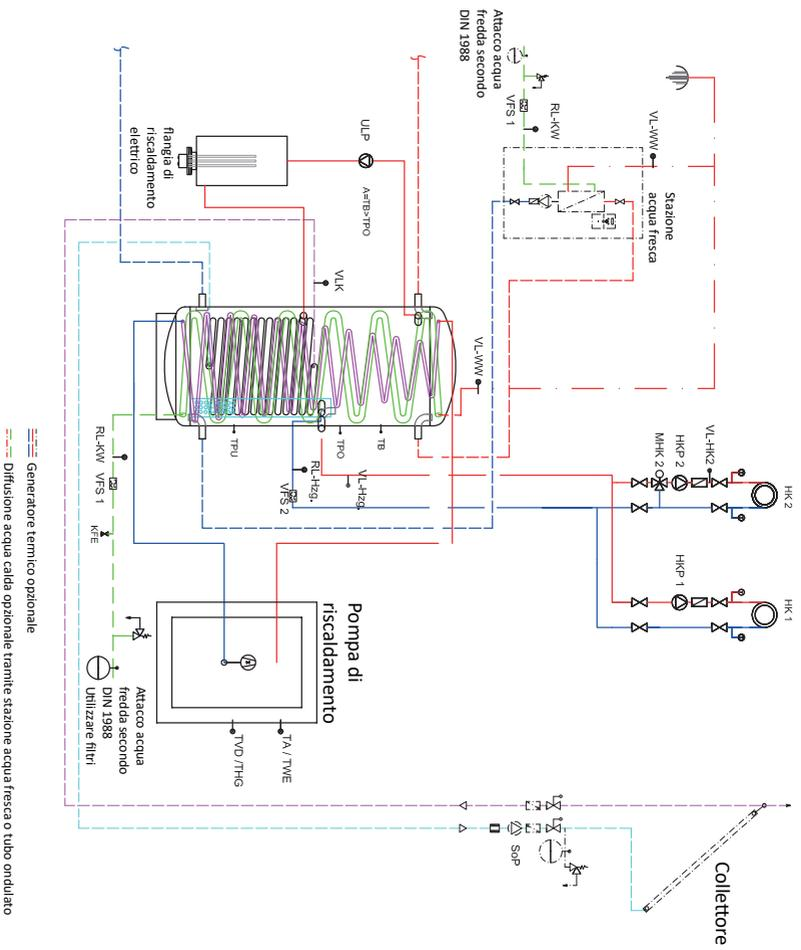 HK 2
HK 1
Collettore
VL-HK2
HKP 2
HKP 1
MHK 2
Stazione
acqua fresca
VL-WW
RL-KW
VFS 1
Attacco acqua
fredda secondo
DIN 1988
SoP
VL-WW
ULP
A=TB>TPO
VLK
TB
TPO
TPU
VL-Hzg.
RL-Hzg.
VFS 2
Pompa di
riscaldamento
TA / TWE
TVD /THG
flangia di
riscaldamento
elettrico
RL-KW
VFS 1
KFE
Attacco acqua
fredda secondo
DIN 1988
Utilizzare filtri
Generatore termico opzionale
Diffusione acqua calda opzionale tramite stazione acqua fresca o tubo ondulato